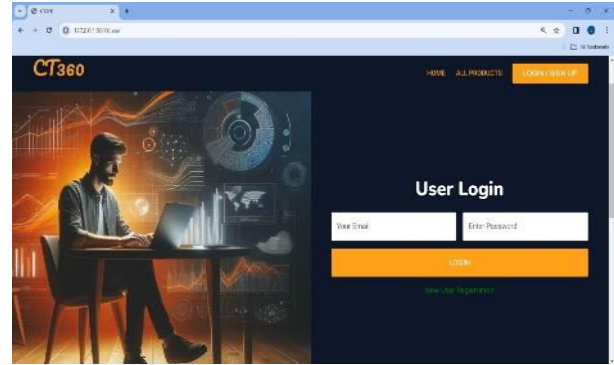 CT360
HOME ALL PRODUCTS LOGIN / SIGN UP
User Login
Your Email Enter Password
LOGIN
New User Registration